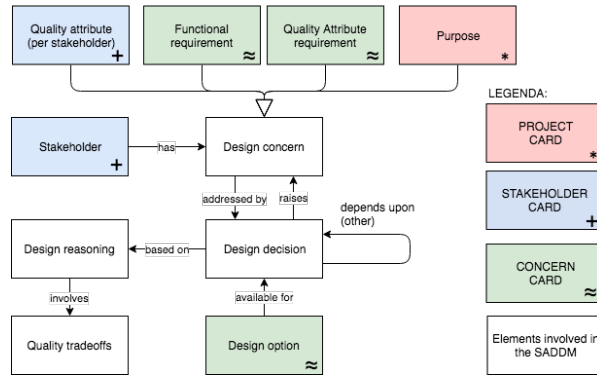 Quality attribute
(per stakeholder)
+
Functional
requirement
≈
Quality Attribute
requirement
≈
Purpose
*
LEGENDA:
PROJECT
CARD
*
Stakeholder
+
has
Design concern
STAKEHOLDER
CARD
+
addressed by
raises
depends upon
(other)
Design reasoning
based on
Design decision
CONCERN
CARD
≈
involves
available for
Quality tradeoffs
Design option
≈
Elements involved in
the SADDM